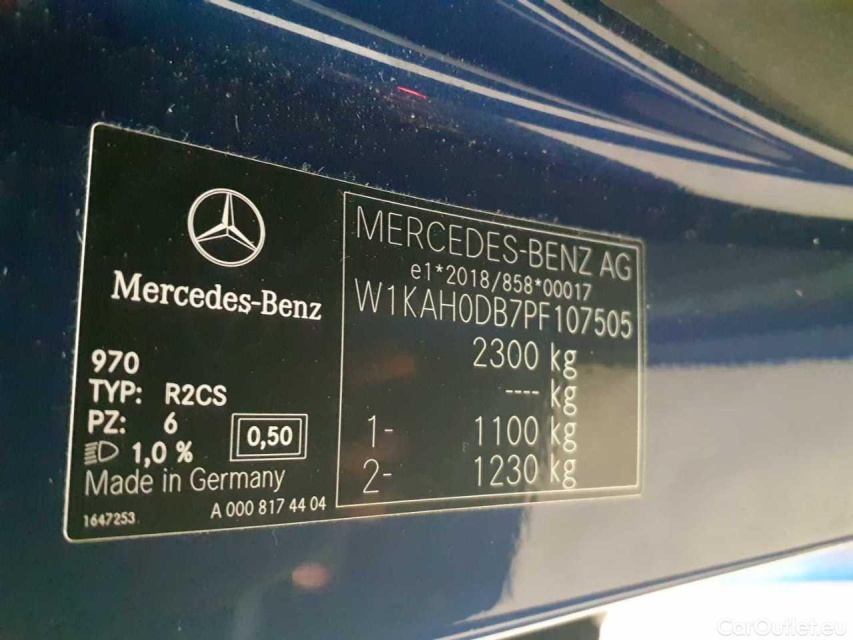 Mercedes-Benz
970
TYP: R2CS
PZ: 6
0,50
1,0 %
Made in Germany
1647253
A 000 817 44 04
MERCEDES-BENZ AG
e1*2018/858*00017
W1KAH0DB7PF107505
2300 kg
---- kg
1- 1100 kg
2- 1230 kg
CarOutlet.eu